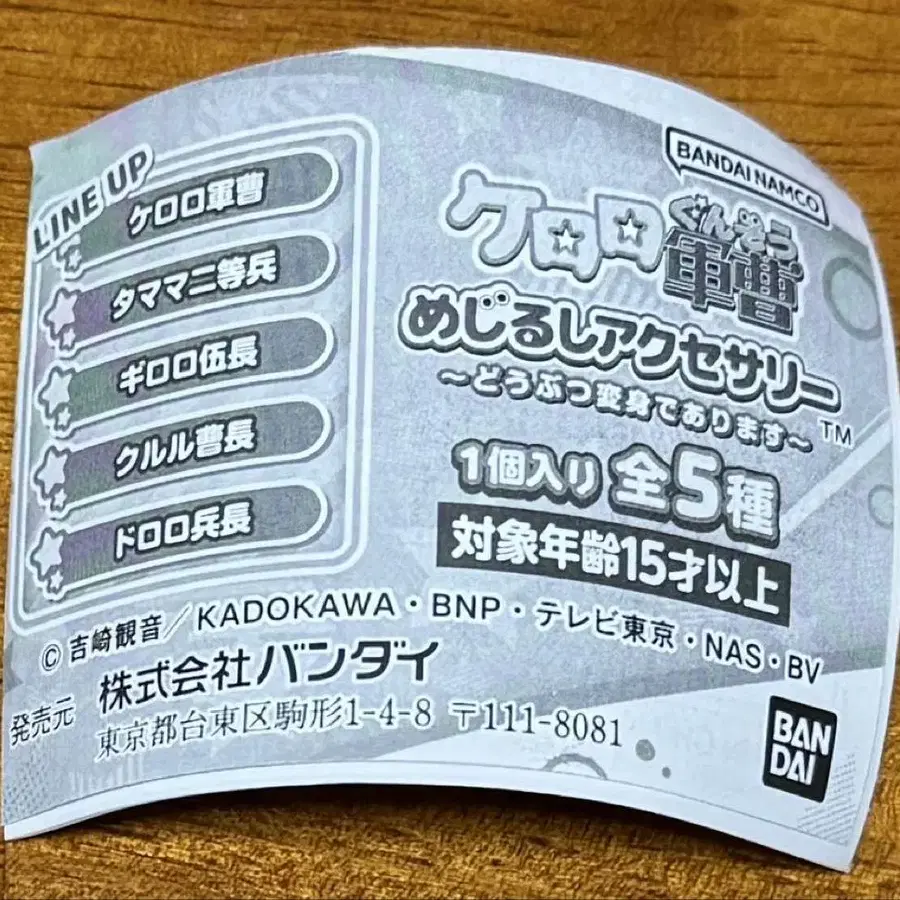 LINE UP
ケロロ軍曹
タママ二等兵
ギロロ伍長
クルル曹長
ドロロ兵長
BANDAI NAMCO
ケロロ軍曹
ぐんそう
めじるしアクセサリー
～どうぶつ変身であります～
TM
1個入り 全5種
対象年齢15才以上
© 吉崎観音／KADOKAWA・BNP・テレビ東京・NAS・BV
発売元 株式会社バンダイ
東京都台東区駒形1-4-8 〒111-8081
BAN
DAI